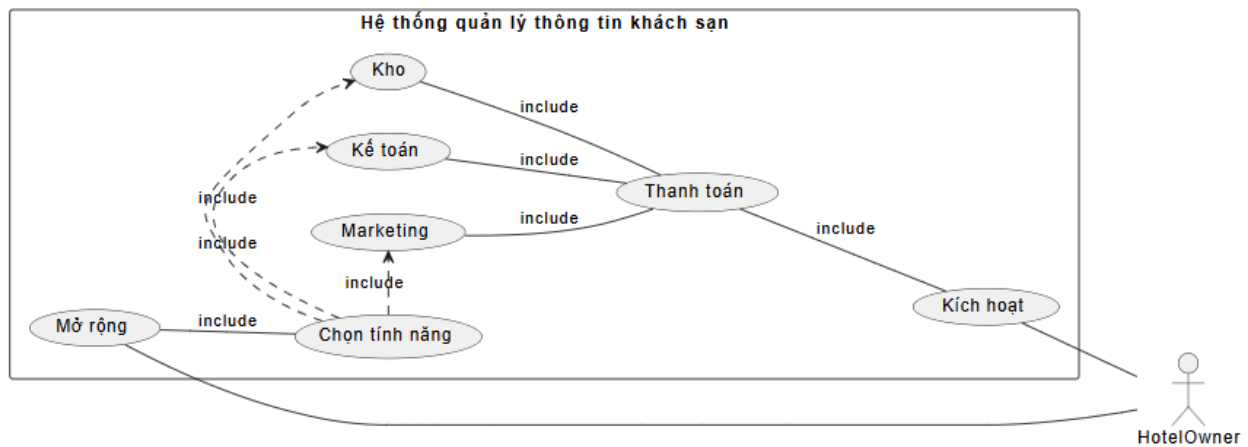 Hệ thống quản lý thông tin khách sạn
Kho
include
Kế toán
include
Thanh toán
include
include
Marketing
include
include
include
Kích hoạt
Mở rộng
include
Chọn tính năng
HotelOwner